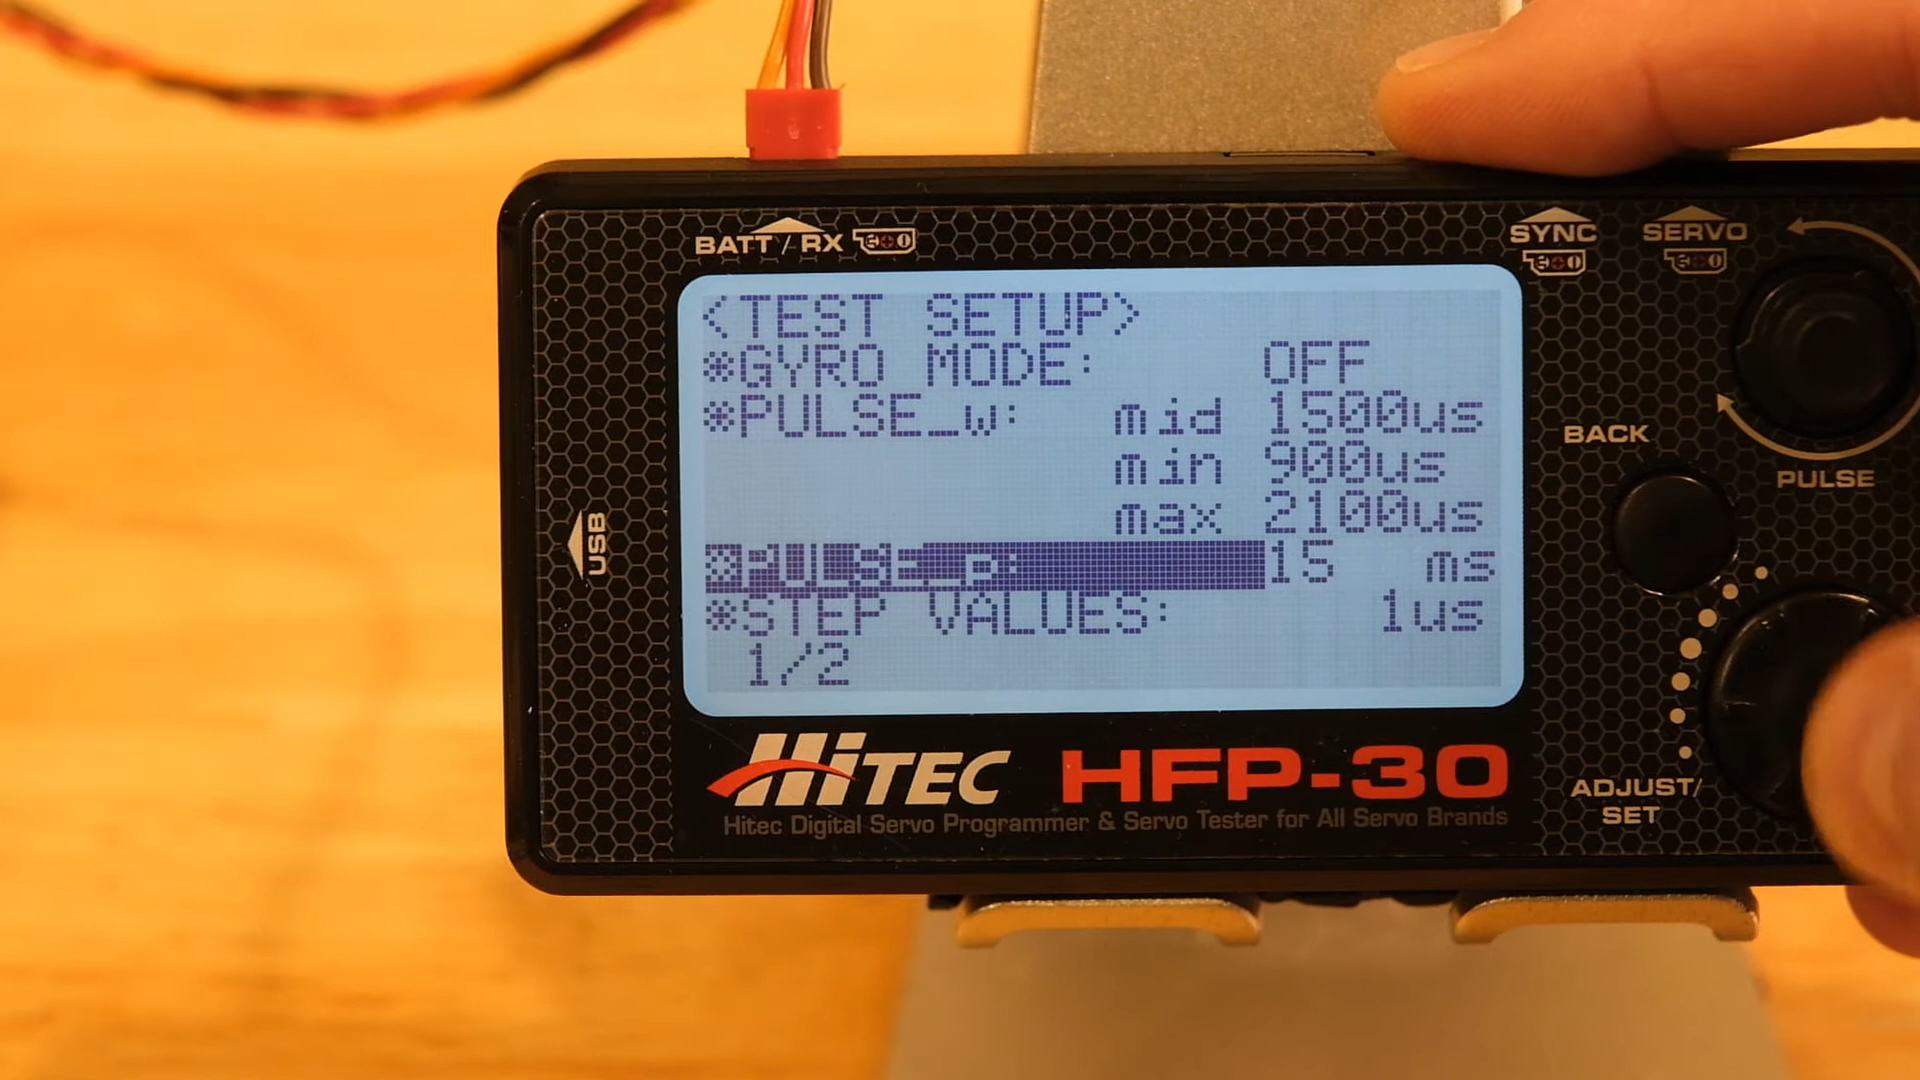 BATT / RX
SYNC
SERVO
<TEST SETUP>
*GYRO MODE: OFF
*PULSE_w: mid 1500us
min 900us
max 2100us
*PULSE_p: 15 ms
*STEP VALUES: 1us
1/2
USB
BACK
PULSE
ADJUST/
SET
HiTEC HFP-30
Hitec Digital Servo Programmer & Servo Tester for All Servo Brands